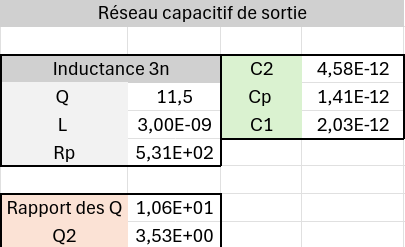 Réseau capacitif de sortie
Inductance 3n C2 4,58E-12
Q 11,5 Cp 1,41E-12
L 3,00E-09 C1 2,03E-12
Rp 5,31E+02
Rapport des Q 1,06E+01
Q2 3,53E+00